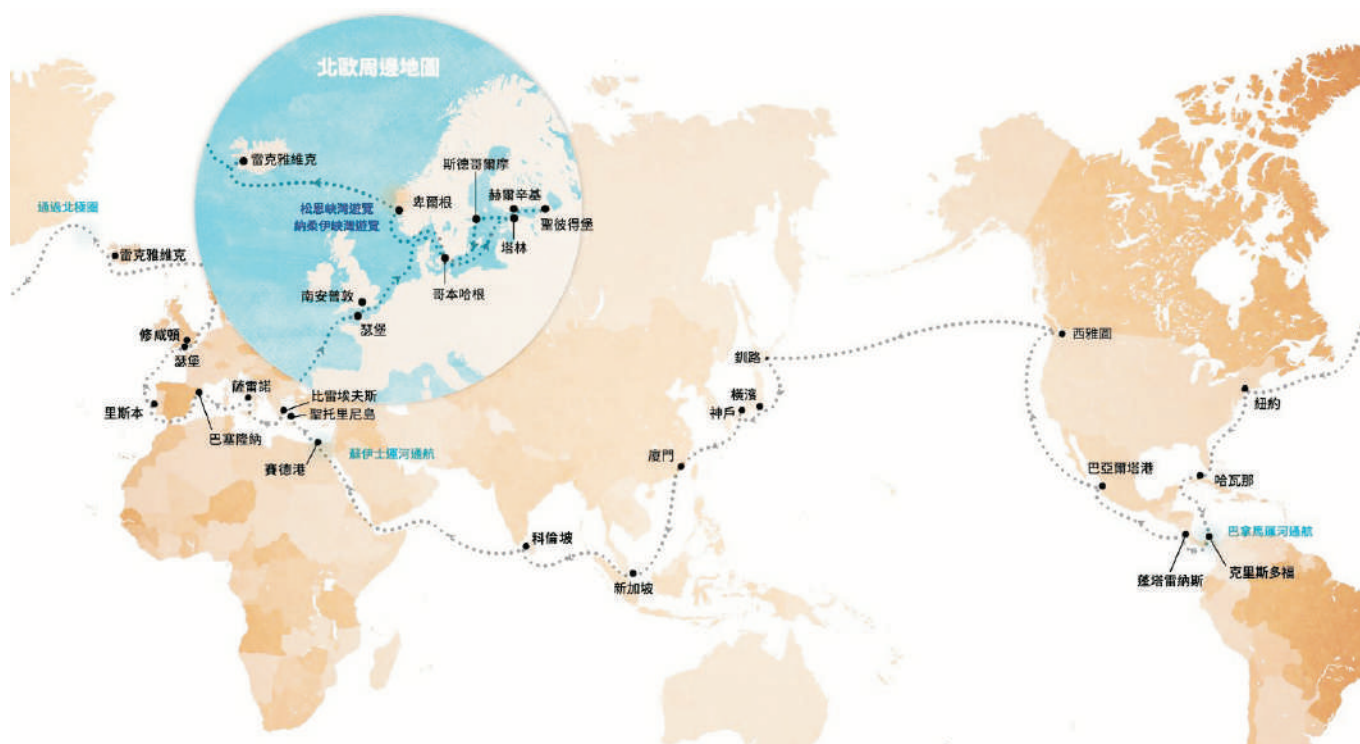 北歐周邊地圖
雷克雅維克
斯德哥爾摩
赫爾辛基
卑爾根
松恩峽灣遊覽
納柔伊峽灣遊覽
聖彼得堡
塔林
哥本哈根
南安普敦
瑟堡
通過北極圈
雷克雅維克
修咸頓
瑟堡
里斯本
薩雷諾
巴塞隆納
比雷埃夫斯
聖托里尼島
賽德港
蘇伊士運河通航
科倫坡
新加坡
廈門
神戶
橫濱
釧路
西雅圖
紐約
巴亞爾塔港
哈瓦那
巴拿馬運河通航
蓬塔雷納斯
克里斯多福